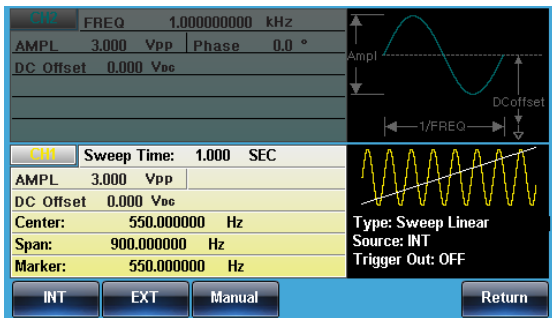 CH2 FREQ 1.000000000 kHz
AMPL 3.000 VPP Phase 0.0 °
DC Offset 0.000 VDC
Ampl
DCoffset
1/FREQ
CH1 Sweep Time: 1.000 SEC
AMPL 3.000 VPP
DC Offset 0.000 VDC
Center: 550.000000 Hz
Span: 900.000000 Hz
Marker: 550.000000 Hz
Type: Sweep Linear
Source: INT
Trigger Out: OFF
INT EXT Manual Return